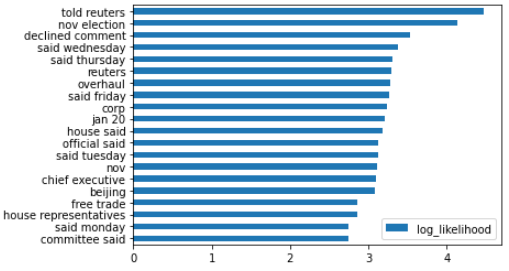 told reuters
nov election
declined comment
said wednesday
said thursday
reuters
overhaul
said friday
corp
jan 20
house said
official said
said tuesday
nov
chief executive
beijing
free trade
house representatives
said monday
committee said
log_likelihood
0 1 2 3 4